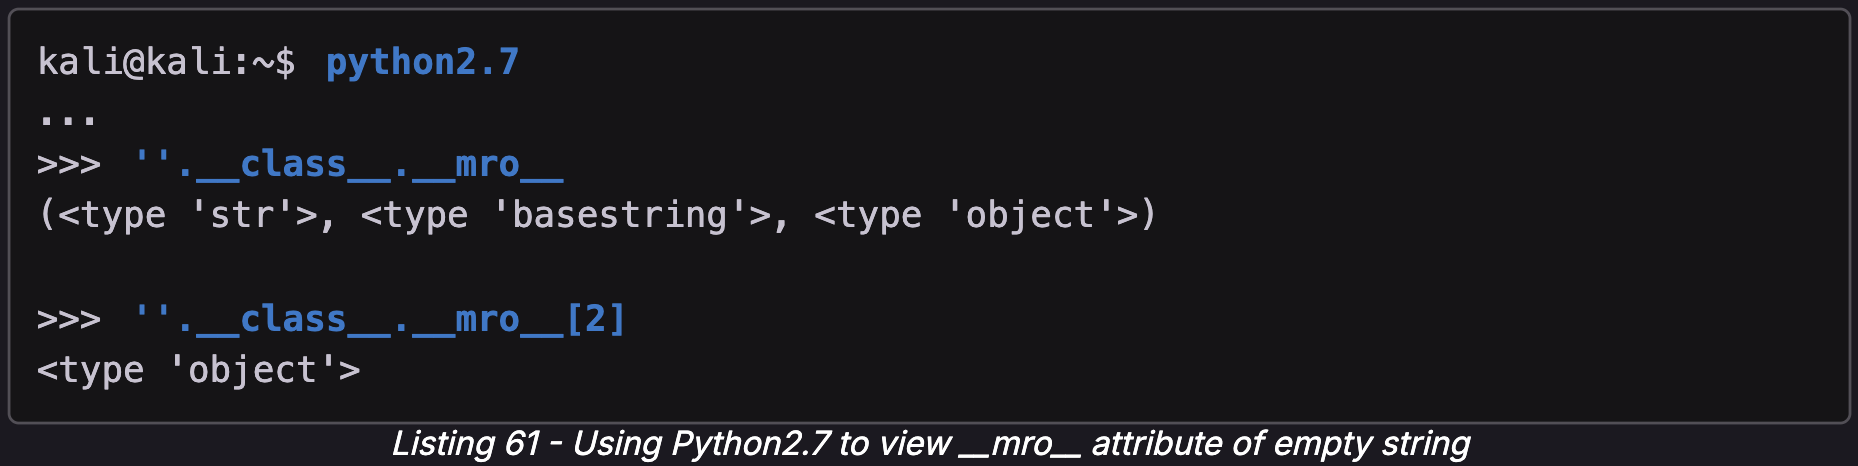 kali@kali:~$ python2.7
...
>>> ''.__class__.__mro__
(<type 'str'>, <type 'basestring'>, <type 'object'>)
>>> ''.__class__.__mro__[2]
<type 'object'>
Listing 61 - Using Python2.7 to view __mro__ attribute of empty string